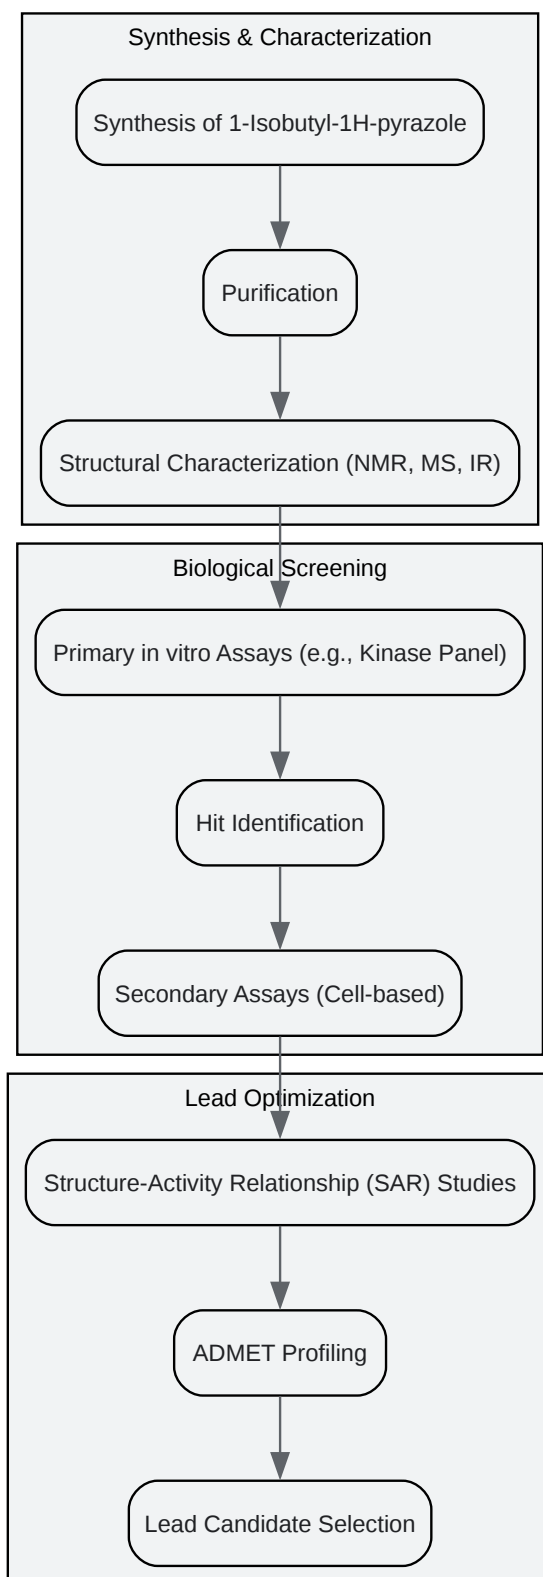 Synthesis & Characterization
Synthesis of 1-Isobutyl-1H-pyrazole
Purification
Structural Characterization (NMR, MS, IR)
Biological Screening
Primary in vitro Assays (e.g., Kinase Panel)
Hit Identification
Secondary Assays (Cell-based)
Lead Optimization
Structure-Activity Relationship (SAR) Studies
ADMET Profiling
Lead Candidate Selection